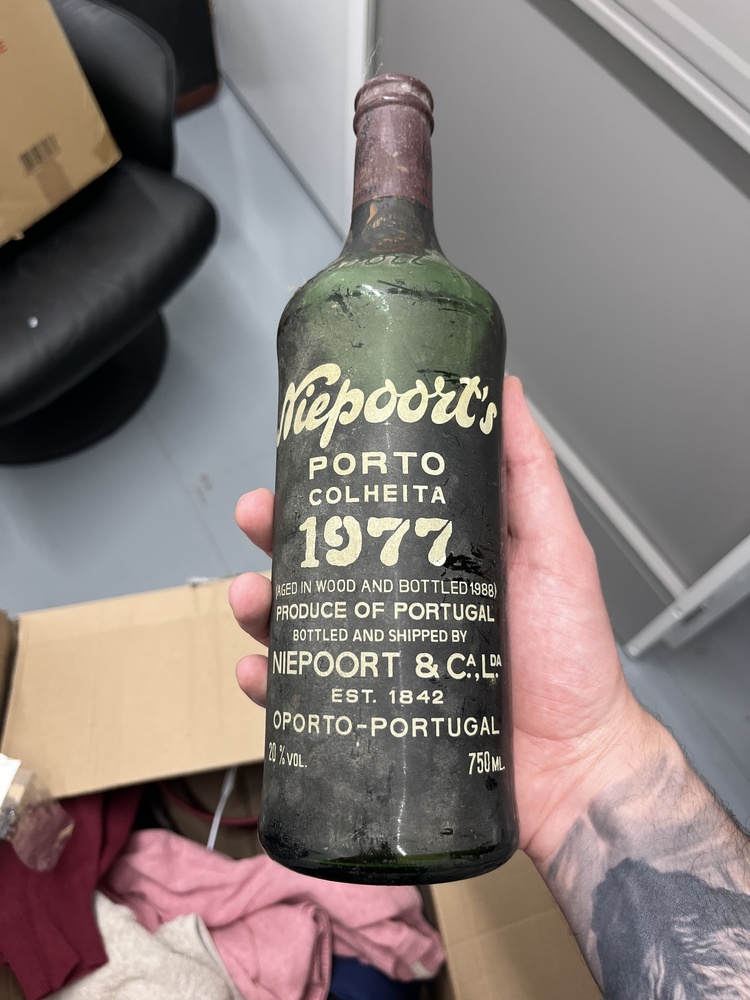 Niepoort's
PORTO
COLHEITA
1977
(AGED IN WOOD AND BOTTLED 1988)
PRODUCE OF PORTUGAL
BOTTLED AND SHIPPED BY
NIEPOORT & Cᴬ., Lᴰᴬ.
EST. 1842
OPORTO-PORTUGAL
20 % VOL.
750 ML.